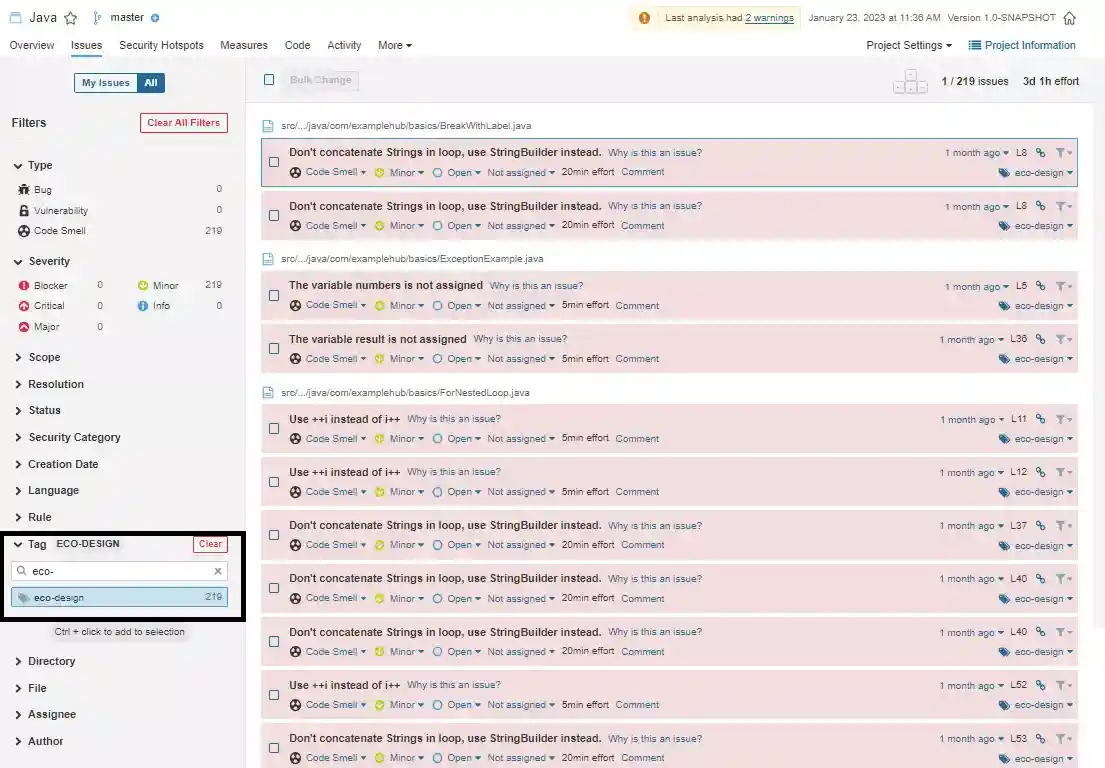 Java master Last analysis had 2 warnings January 23, 2023 at 11:36 AM Version 1.0-SNAPSHOT
Overview Issues Security Hotspots Measures Code Activity More Project Settings Project Information
My Issues All Bulk Change 1 / 219 issues 3d 1h effort
Filters Clear All Filters
Type
Bug 0
Vulnerability 0
Code Smell 219
Severity
Blocker 0 Minor 219
Critical 0 Info 0
Major 0
Scope
Resolution
Status
Security Category
Creation Date
Language
Rule
Tag ECO-DESIGN Clear
eco-
eco-design 219
Ctrl + click to add to selection
Directory
File
Assignee
Author
src/.../java/com/examplehub/basics/BreakWithLabel.java
Don't concatenate Strings in loop, use StringBuilder instead. Why is this an issue? 1 month ago L8
Code Smell Minor Open Not assigned 20min effort Comment eco-design
Don't concatenate Strings in loop, use StringBuilder instead. Why is this an issue? 1 month ago L8
Code Smell Minor Open Not assigned 20min effort Comment eco-design
src/.../java/com/examplehub/basics/ExceptionExample.java
The variable numbers is not assigned Why is this an issue? 1 month ago L5
Code Smell Minor Open Not assigned 5min effort Comment eco-design
The variable result is not assigned Why is this an issue? 1 month ago L36
Code Smell Minor Open Not assigned 5min effort Comment eco-design
src/.../java/com/examplehub/basics/ForNestedLoop.java
Use ++i instead of i++ Why is this an issue? 1 month ago L11
Code Smell Minor Open Not assigned 5min effort Comment eco-design
Use ++i instead of i++ Why is this an issue? 1 month ago L12
Code Smell Minor Open Not assigned 5min effort Comment eco-design
Don't concatenate Strings in loop, use StringBuilder instead. Why is this an issue? 1 month ago L37
Code Smell Minor Open Not assigned 20min effort Comment eco-design
Don't concatenate Strings in loop, use StringBuilder instead. Why is this an issue? 1 month ago L40
Code Smell Minor Open Not assigned 20min effort Comment eco-design
Don't concatenate Strings in loop, use StringBuilder instead. Why is this an issue? 1 month ago L40
Code Smell Minor Open Not assigned 20min effort Comment eco-design
Use ++i instead of i++ Why is this an issue? 1 month ago L52
Code Smell Minor Open Not assigned 5min effort Comment eco-design
Don't concatenate Strings in loop, use StringBuilder instead. Why is this an issue? 1 month ago L53
Code Smell Minor Open Not assigned 20min effort Comment eco-design